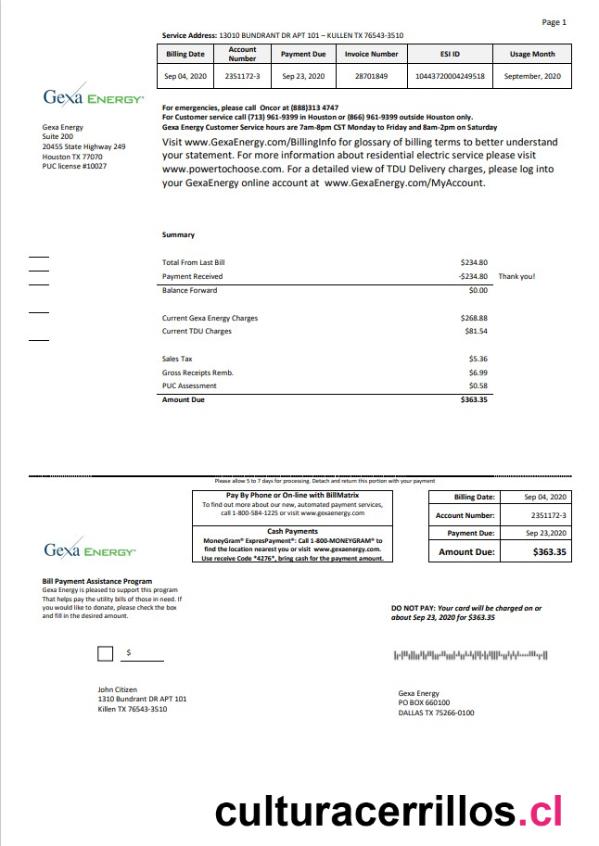 Page 1
Service Address: 13010 BUNDRANT DR APT 101 – KULLEN TX 76543-3510
Billing Date Account Number Payment Due Invoice Number ESI ID Usage Month
Sep 04, 2020 2351172-3 Sep 23, 2020 28701849 10443720004249518 September, 2020
Gexa ENERGY
For emergencies, please call Oncor at (888)313 4747
For Customer service call (713) 961-9399 in Houston or (866) 961-9399 outside Houston only.
Gexa Energy Customer Service hours are 7am-8pm CST Monday to Friday and 8am-2pm on Saturday
Gexa Energy
Suite 200
20455 State Highway 249
Houston TX 77070
PUC license #10027
Visit www.GexaEnergy.com/BillingInfo for glossary of billing terms to better understand
your statement. For more information about residential electric service please visit
www.powertochoose.com. For a detailed view of TDU Delivery charges, please log into
your GexaEnergy online account at www.GexaEnergy.com/MyAccount.
Summary
Total From Last Bill $234.80
Payment Received -$234.80 Thank you!
Balance Forward $0.00
Current Gexa Energy Charges $268.88
Current TDU Charges $81.54
Sales Tax $5.36
Gross Receipts Remb. $6.99
PUC Assessment $0.58
Amount Due $363.35
Please allow 5 to 7 days for processing. Detach and return this portion with your payment
Pay By Phone or On-line with BillMatrix
To find out more about our new, automated payment services,
call 1-800-584-1225 or visit www.gexaenergy.com.
Cash Payments
MoneyGram® ExpresPayment®: Call 1-800-MONEYGRAM® to
find the location nearest you or visit www.gexaenergy.com.
Use receive Code *4276*, bring cash for the payment amount.
Billing Date: Sep 04, 2020
Account Number: 2351172-3
Payment Due: Sep 23,2020
Amount Due: $363.35
Gexa ENERGY
Bill Payment Assistance Program
Gexa Energy is pleased to support this program
That helps pay the utility bills of those in need. If
you would like to donate, please check the box
and fill in the desired amount.
$
DO NOT PAY: Your card will be charged on or
about Sep 23, 2020 for $363.35
John Citizen
1310 Bundrant DR APT 101
Killen TX 76543-3510
Gexa Energy
PO BOX 660100
DALLAS TX 75266-0100
culturacerrillos.cl